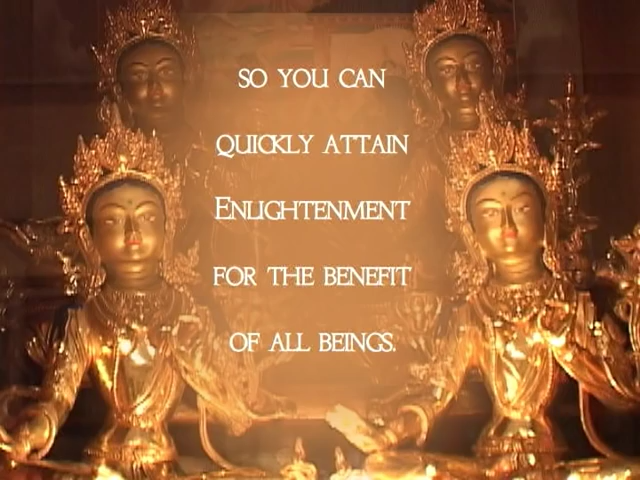 SO YOU CAN
QUICKLY ATTAIN
ENLIGHTENMENT
FOR THE BENEFIT
OF ALL BEINGS.